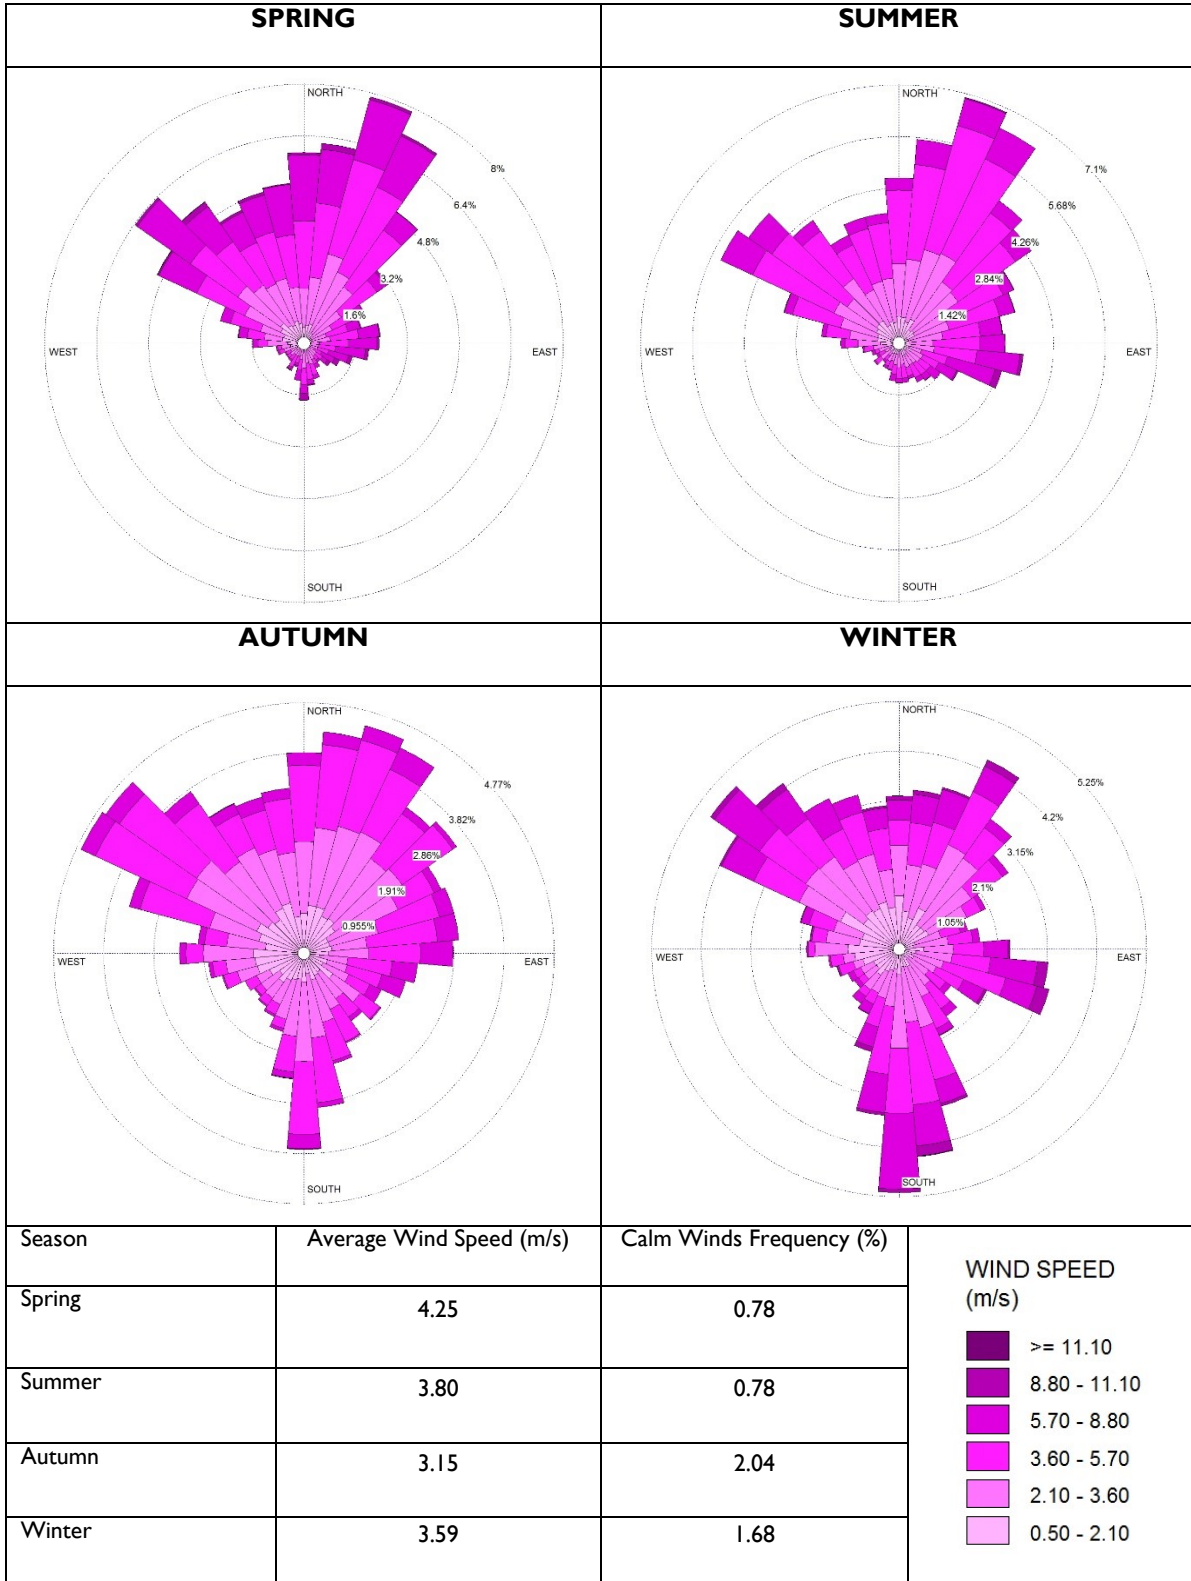 SPRING SUMMER
NORTH
8%
6.4%
4.8%
3.2%
1.6%
WEST EAST
SOUTH
NORTH
7.1%
5.68%
4.26%
2.84%
1.42%
WEST EAST
SOUTH
AUTUMN WINTER
NORTH
4.77%
3.82%
2.86%
1.91%
0.955%
WEST EAST
SOUTH
NORTH
5.25%
4.2%
3.15%
2.1%
1.05%
WEST EAST
SOUTH
Season Average Wind Speed (m/s) Calm Winds Frequency (%)
Spring 4.25 0.78
Summer 3.80 0.78
Autumn 3.15 2.04
Winter 3.59 1.68
WIND SPEED
(m/s)
>= 11.10
8.80 - 11.10
5.70 - 8.80
3.60 - 5.70
2.10 - 3.60
0.50 - 2.10